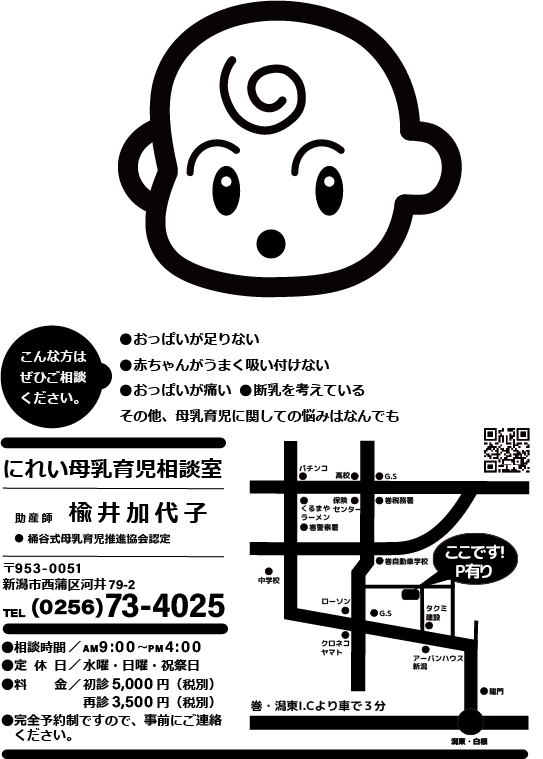 こんな方は
ぜひご相談
ください。
●おっぱいが足りない
●赤ちゃんがうまく吸い付けない
●おっぱいが痛い ●断乳を考えている
その他、母乳育児に関しての悩みはなんでも
にれい母乳育児相談室
助産師 楡井加代子
●桶谷式母乳育児推進協会認定
〒953-0051
新潟市西蒲区河井79-2
TEL (0256)73-4025
●相談時間／AM9:00〜PM4:00
●定休日／水曜・日曜・祝祭日
●料金／初診5,000円（税別）
再診3,500円（税別）
●完全予約制ですので、事前にご連絡
ください。
パチンコ
高校
G.S
くるまや
ラーメン
保険
センター
巻税務署
巻警察署
巻自動車学校
ここです!
P有り
中学校
ローソン
G.S
タクミ
建設
クロネコ
ヤマト
アーバンハウス
新潟
龍門
巻・潟東I.Cより車で3分
潟東・白根